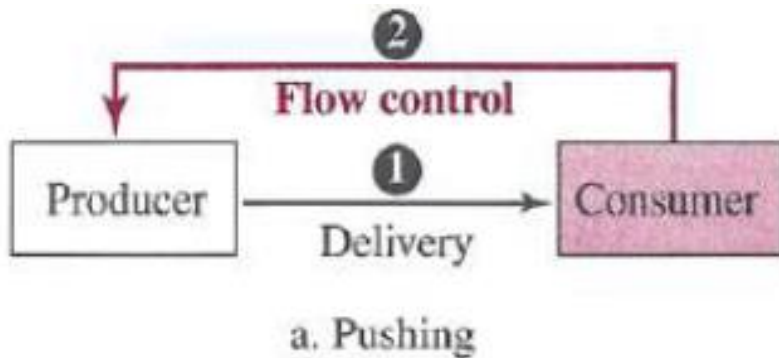 2
Flow control
1
Producer
Consumer
Delivery
a. Pushing